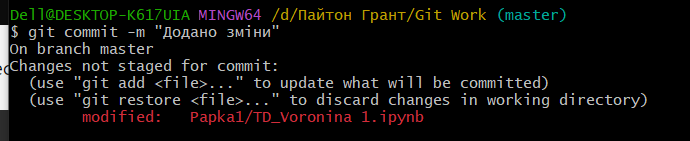 Dell@DESKTOP-K617UIA MINGW64 /d/Пайтон Грант/Git Work (master)
$ git commit -m "Додано зміни"
On branch master
Changes not staged for commit:
  (use "git add <file>..." to update what will be committed)
  (use "git restore <file>..." to discard changes in working directory)
        modified:   Papka1/TD_Voronina 1.ipynb